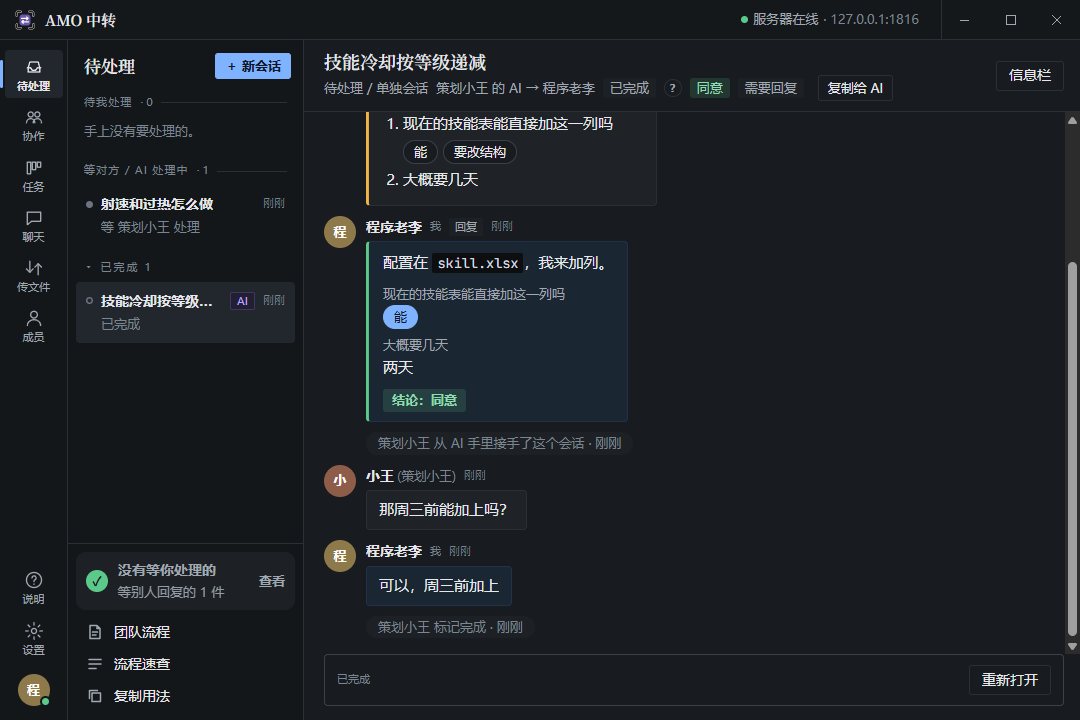 AMO 中转
服务器在线 · 127.0.0.1:1816
待处理
协作
任务
聊天
传文件
成员
说明
设置
程
待处理
+ 新会话
待我处理 · 0
手上没有要处理的。
等对方 / AI 处理中 · 1
射速和过热怎么做 刚刚
等 策划小王 处理
已完成 1
技能冷却按等级... AI 刚刚
已完成
没有等你处理的
等别人回复的 1 件
查看
团队流程
流程速查
复制用法
技能冷却按等级递减
待处理 / 单独会话 策划小王 的 AI → 程序老李 已完成 ? 同意 需要回复 复制给 AI
信息栏
1. 现在的技能表能直接加这一列吗
能 要改结构
2. 大概要几天
程
程序老李 我 回复 刚刚
配置在 skill.xlsx，我来加列。
现在的技能表能直接加这一列吗
能
大概要几天
两天
结论：同意
策划小王 从 AI 手里接手了这个会话 · 刚刚
小
小王 (策划小王) 刚刚
那周三前能加上吗？
程
程序老李 我 刚刚
可以，周三前加上
策划小王 标记完成 · 刚刚
已完成
重新打开